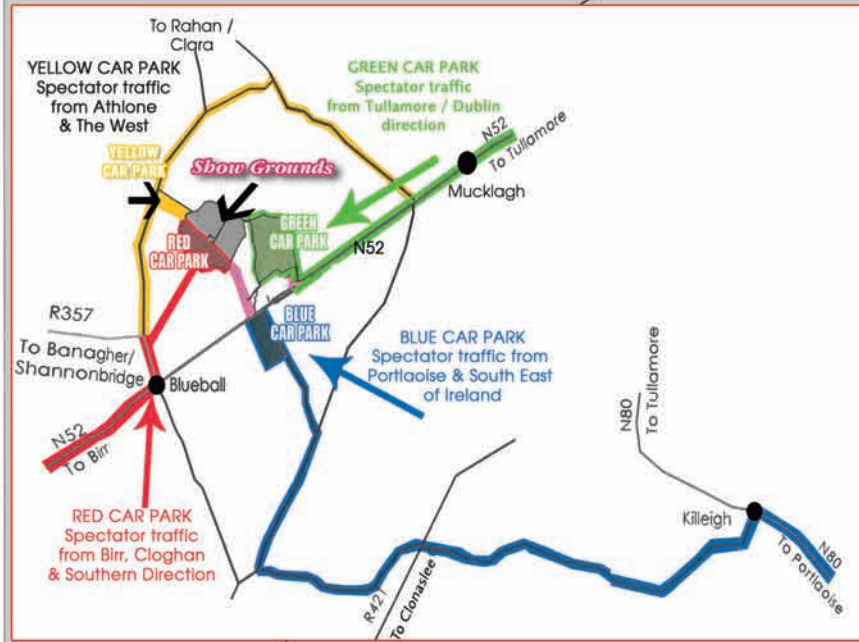 To Rahan /
Clara
YELLOW CAR PARK
Spectator traffic
from Athlone
& The West
GREEN CAR PARK
Spectator traffic
from Tullamore / Dublin
direction
N52
To Tullamore
Mucklagh
YELLOW
CAR PARK
Show Grounds
RED
CAR PARK
GREEN
CAR PARK
N52
R357
To Banagher/
Shannonbridge
Blueball
BLUE
CAR PARK
BLUE CAR PARK
Spectator traffic from
Portlaoise & South East
of Ireland
N52
To Birr
RED CAR PARK
Spectator traffic
from Birr, Cloghan
& Southern Direction
N80
To Tullamore
Killeigh
N80
To Portlaoise
R421
To Clonaslee